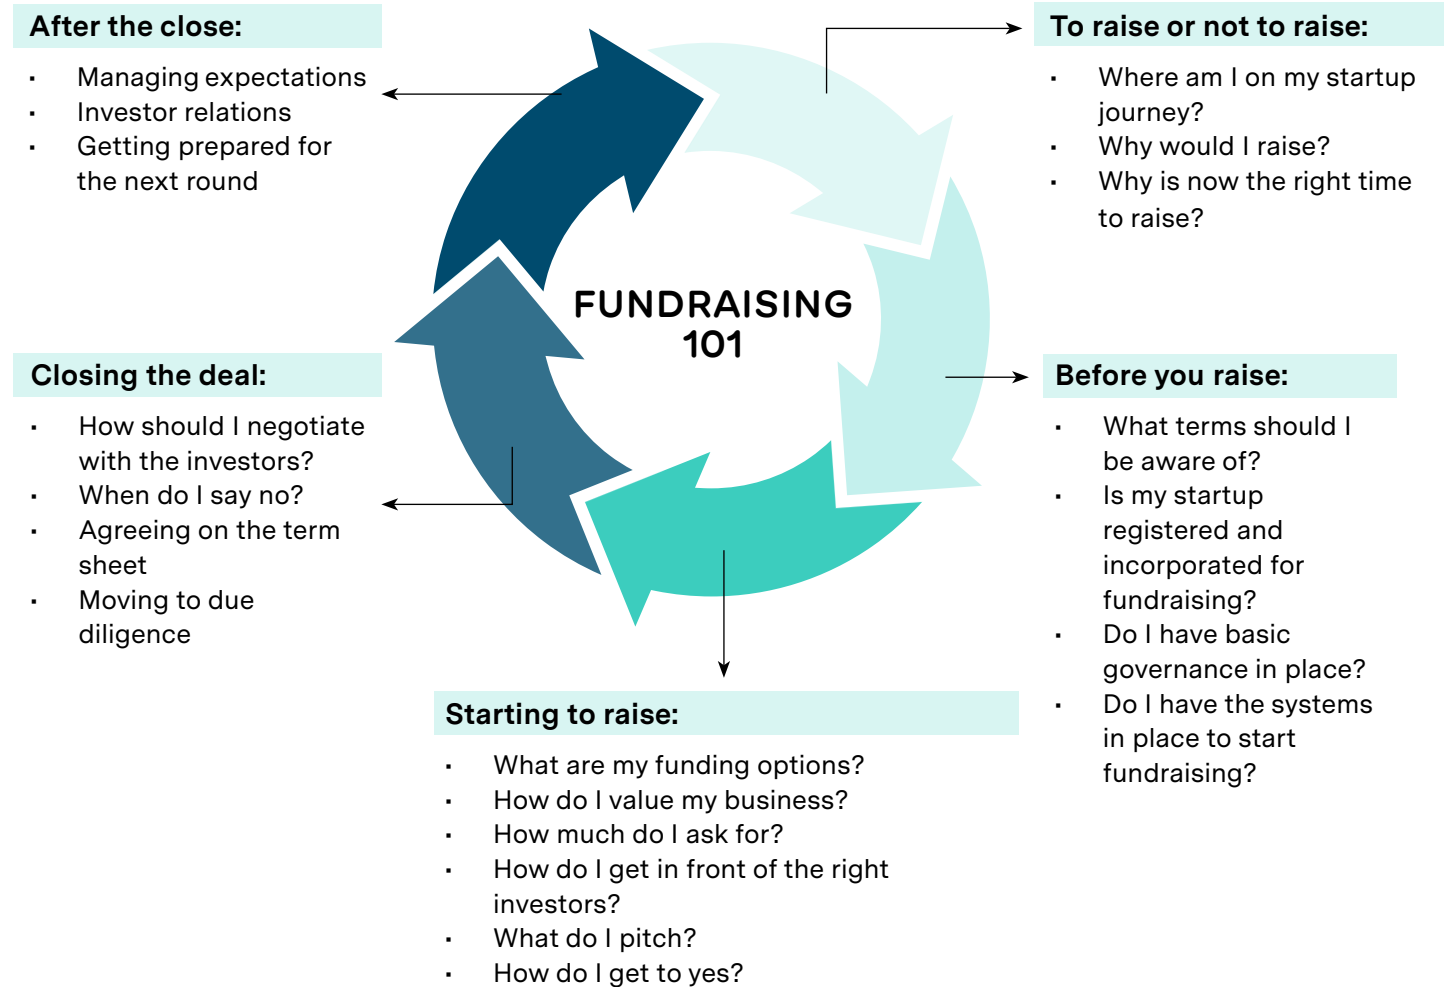 After the close:
▪ Managing expectations
▪ Investor relations
▪ Getting prepared for
the next round
To raise or not to raise:
▪ Where am I on my startup
journey?
▪ Why would I raise?
▪ Why is now the right time
to raise?
FUNDRAISING
101
Closing the deal:
▪ How should I negotiate
with the investors?
▪ When do I say no?
▪ Agreeing on the term
sheet
▪ Moving to due
diligence
Before you raise:
▪ What terms should I
be aware of?
▪ Is my startup
registered and
incorporated for
fundraising?
▪ Do I have basic
governance in place?
▪ Do I have the systems
in place to start
fundraising?
Starting to raise:
▪ What are my funding options?
▪ How do I value my business?
▪ How much do I ask for?
▪ How do I get in front of the right
investors?
▪ What do I pitch?
▪ How do I get to yes?